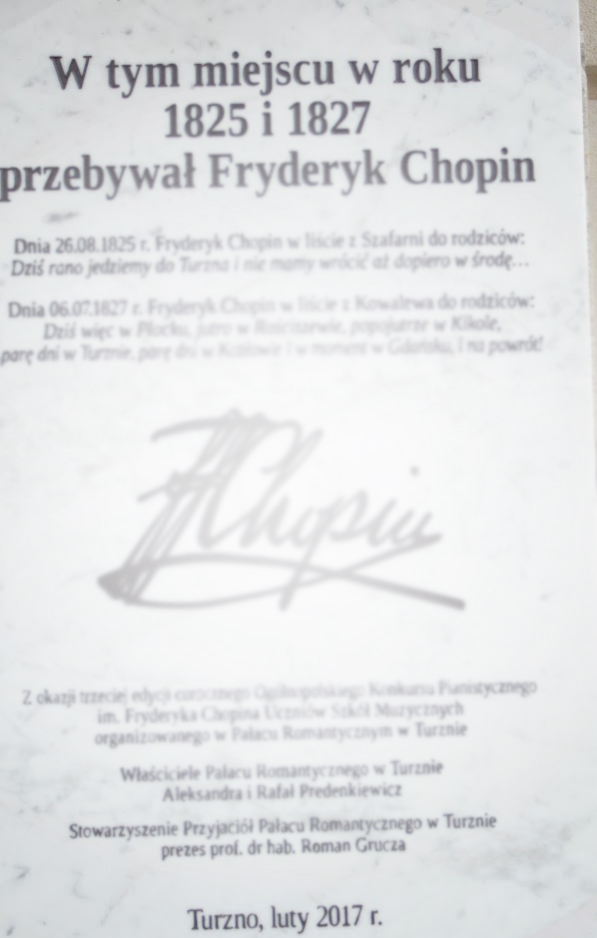 W tym miejscu w roku
1825 i 1827
przebywał Fryderyk Chopin
Dnia 26.08.1825 r. Fryderyk Chopin w liście z Szafarni do rodziców:
Dziś rano jedziemy do Turzna i nie mamy wrócić aż dopiero w środę...
Dnia 06.07.1827 r. Fryderyk Chopin w liście z Kowalewa do rodziców:
Dziś więc w Płocku, jutro w Rościszewie, popojutrze w Kikole,
parę dni w Turznie, parę dni w Kozłowie i w moment w Gdańsku, i na powrót!
FFChopin
Z okazji trzeciej edycji corocznego Ogólnopolskiego Konkursu Pianistycznego
im. Fryderyka Chopina Uczniów Szkół Muzycznych
organizowanego w Pałacu Romantycznym w Turznie
Właściciele Pałacu Romantycznego w Turznie
Aleksandra i Rafał Predenkiewicz
Stowarzyszenie Przyjaciół Pałacu Romantycznego w Turznie
prezes prof. dr hab. Roman Grucza
Turzno, luty 2017 r.